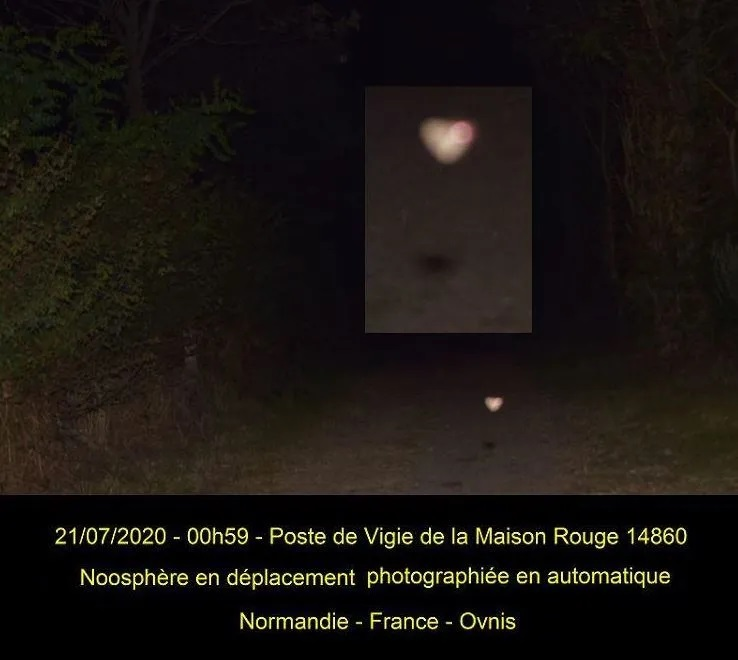 21/07/2020 - 00h59 - Poste de Vigie de la Maison Rouge 14860
Noosphère en déplacement photographiée en automatique
Normandie - France - Ovnis